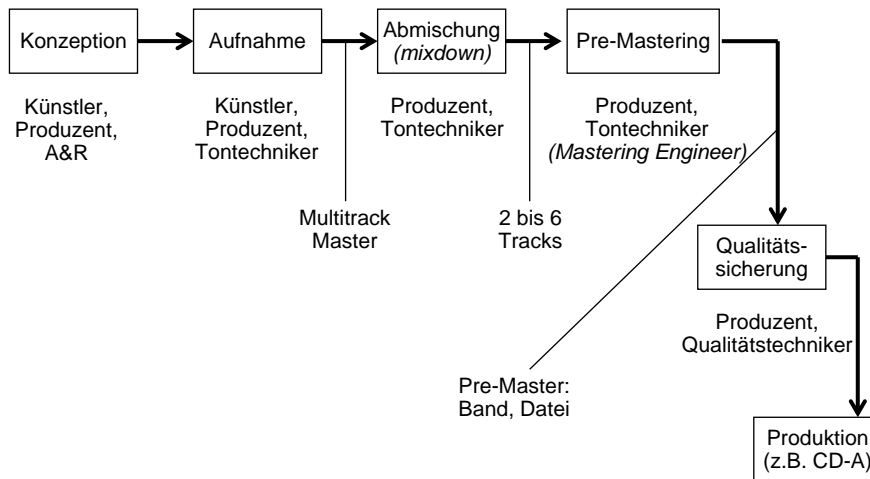 Konzeption
Aufnahme
Abmischung
(mixdown)
Pre-Mastering
Künstler,
Produzent,
A&R
Künstler,
Produzent,
Tontechniker
Produzent,
Tontechniker
Produzent,
Tontechniker
(Mastering Engineer)
Multitrack
Master
2 bis 6
Tracks
Qualitäts-
sicherung
Produzent,
Qualitätstechniker
Pre-Master:
Band, Datei
Produktion
(z.B. CD-A)